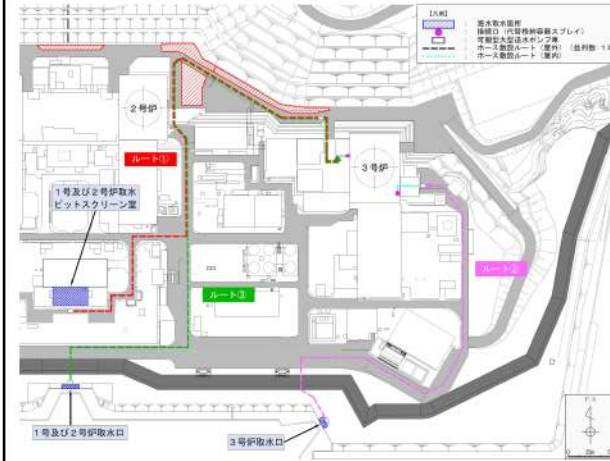 【凡例】
海水取水箇所
接続口(代替格納容器スプレイ)
可搬型大型送水ポンプ車
ホース敷設ルート(屋外)
ホース敷設ルート(屋内)
2号炉
ルート①
3号炉
1号及び2号炉取水
ピットスクリーン室
ルート②
ルート③
1号及び2号炉取水口
3号炉取水口